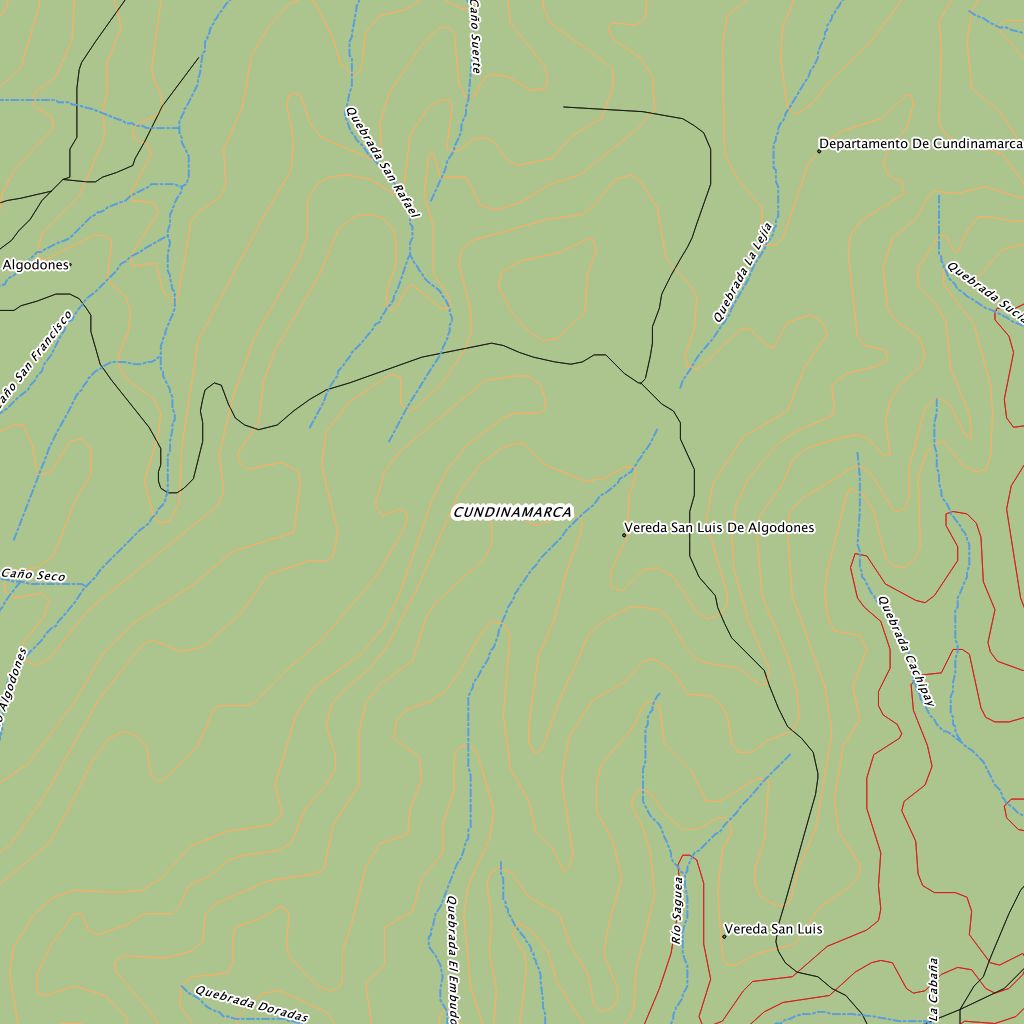 Caño Suerte
Quebrada San Rafael
Departamento De Cundinamarca
Quebrada La Lejía
Algodones
Quebrada Sucia
Caño San Francisco
CUNDINAMARCA
Vereda San Luis De Algodones
Caño Seco
Quebrada Cachipay
Algodones
Río Saguea
Quebrada El Embudo
Vereda San Luis
La Cabaña
Quebrada Doradas